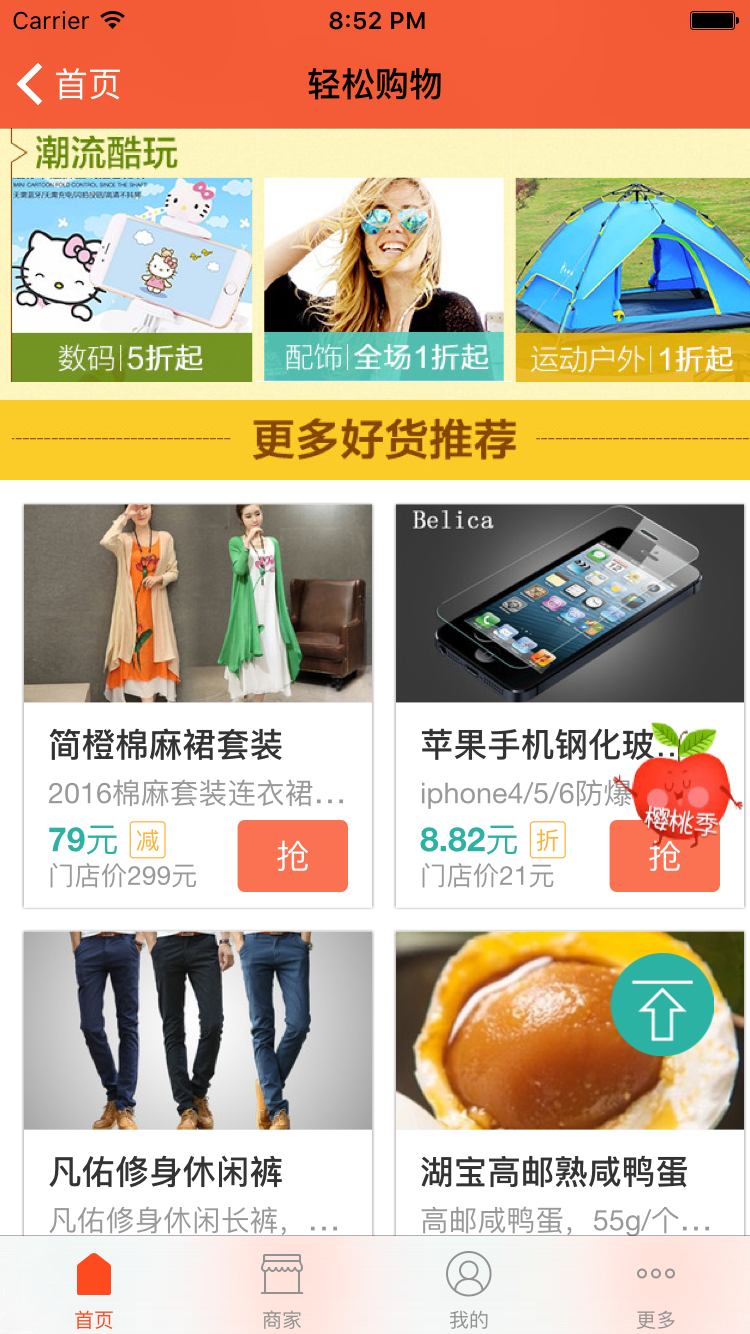 Carrier
8:52 PM
首页
轻松购物
潮流酷玩
MINI CARTOON FOLD CONTROL SINCE THE SHAFT
数码|5折起
配饰|全场1折起
运动户外|1折起
更多好货推荐
Belica
简橙棉麻裙套装
2016棉麻套装连衣裙...
79元 减
门店价299元
抢
苹果手机钢化玻...
iphone4/5/6防爆
8.82元 折
门店价21元
抢
樱桃季
凡佑修身休闲裤
凡佑修身休闲长裤，...
湖宝高邮熟咸鸭蛋
高邮咸鸭蛋，55g/个...
首页
商家
我的
更多